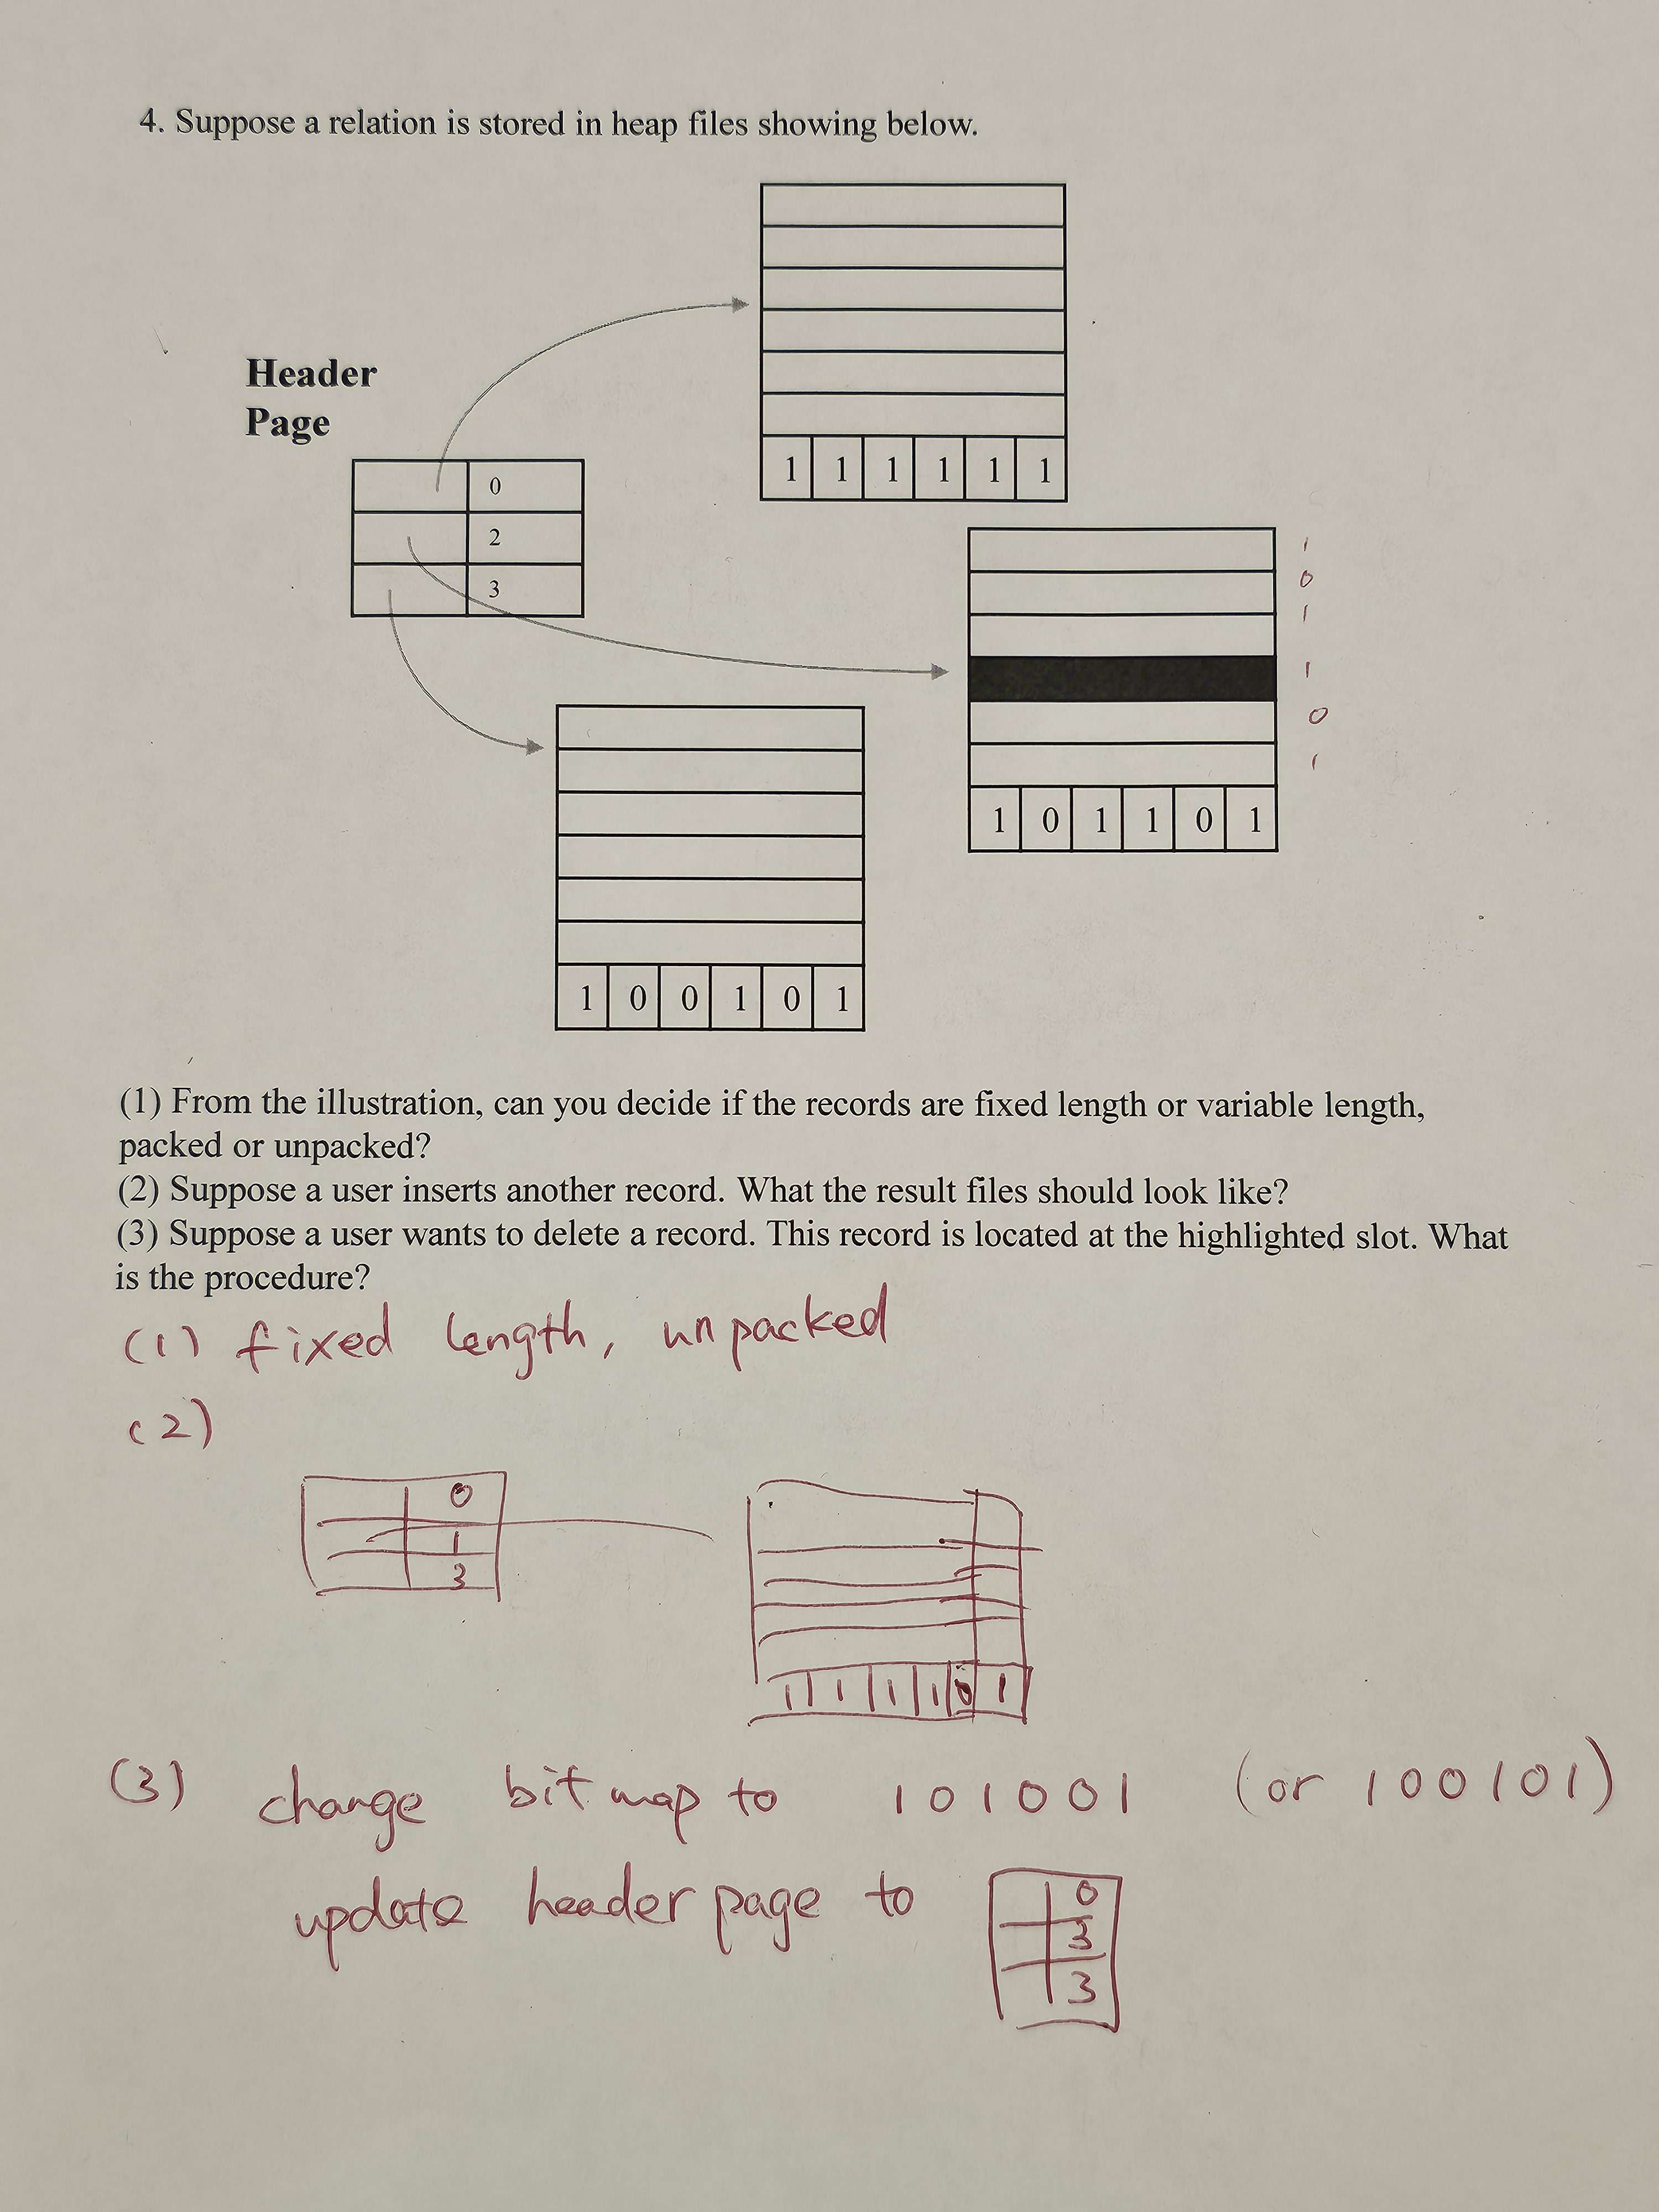 4. Suppose a relation is stored in heap files showing below.
1 1 1 1 1 1
Header
Page
0
2
3
1
0
1
1
0
1
1 0 1 1 0 1
1 0 0 1 0 1
(1) From the illustration, can you decide if the records are fixed length or variable length,
packed or unpacked?
(2) Suppose a user inserts another record. What the result files should look like?
(3) Suppose a user wants to delete a record. This record is located at the highlighted slot. What
is the procedure?
(1) fixed length, unpacked
(2)
0
1
3
1 1 1 1 0 1
(3) change bit map to 101001 (or 100101)
update header page to
0
3
3